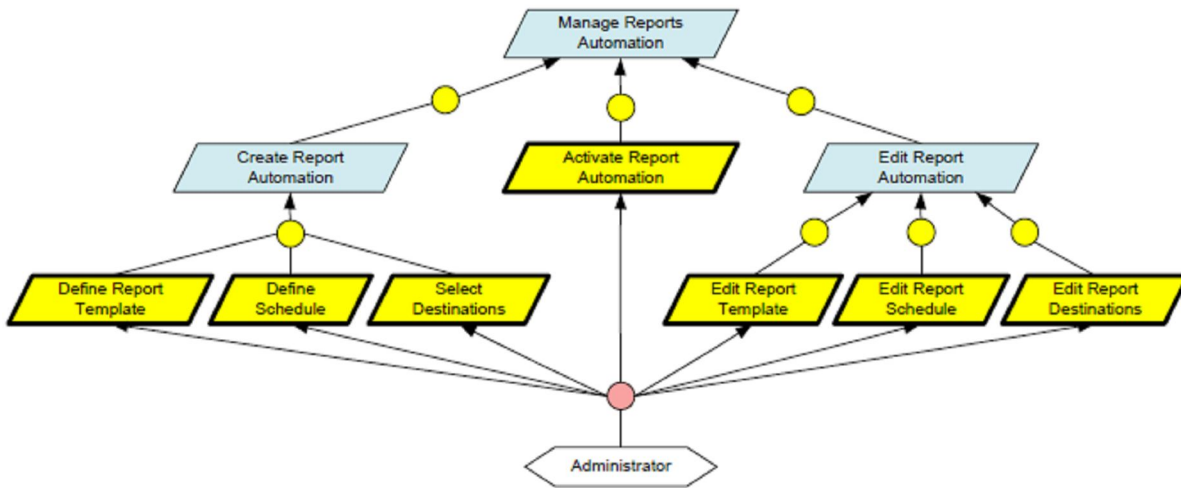 Manage Reports
Automation
Create Report
Automation
Activate Report
Automation
Edit Report
Automation
Define Report
Template
Define
Schedule
Select
Destinations
Edit Report
Template
Edit Report
Schedule
Edit Report
Destinations
Administrator